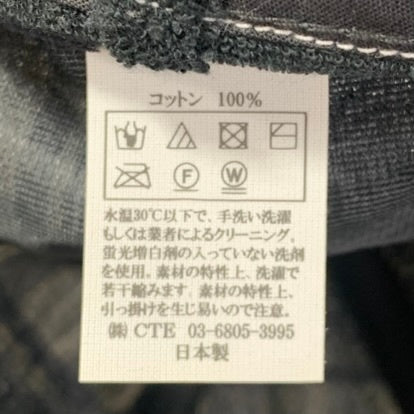 コットン 100%
F W
水温30℃以下で、手洗い洗濯
もしくは業者によるクリーニング。
蛍光増白剤の入っていない洗剤
を使用。素材の特性上、洗濯で
若干縮みます。素材の特性上、
引っ掛けを生じ易いので注意。
㈱ CTE 03-6805-3995
日本製